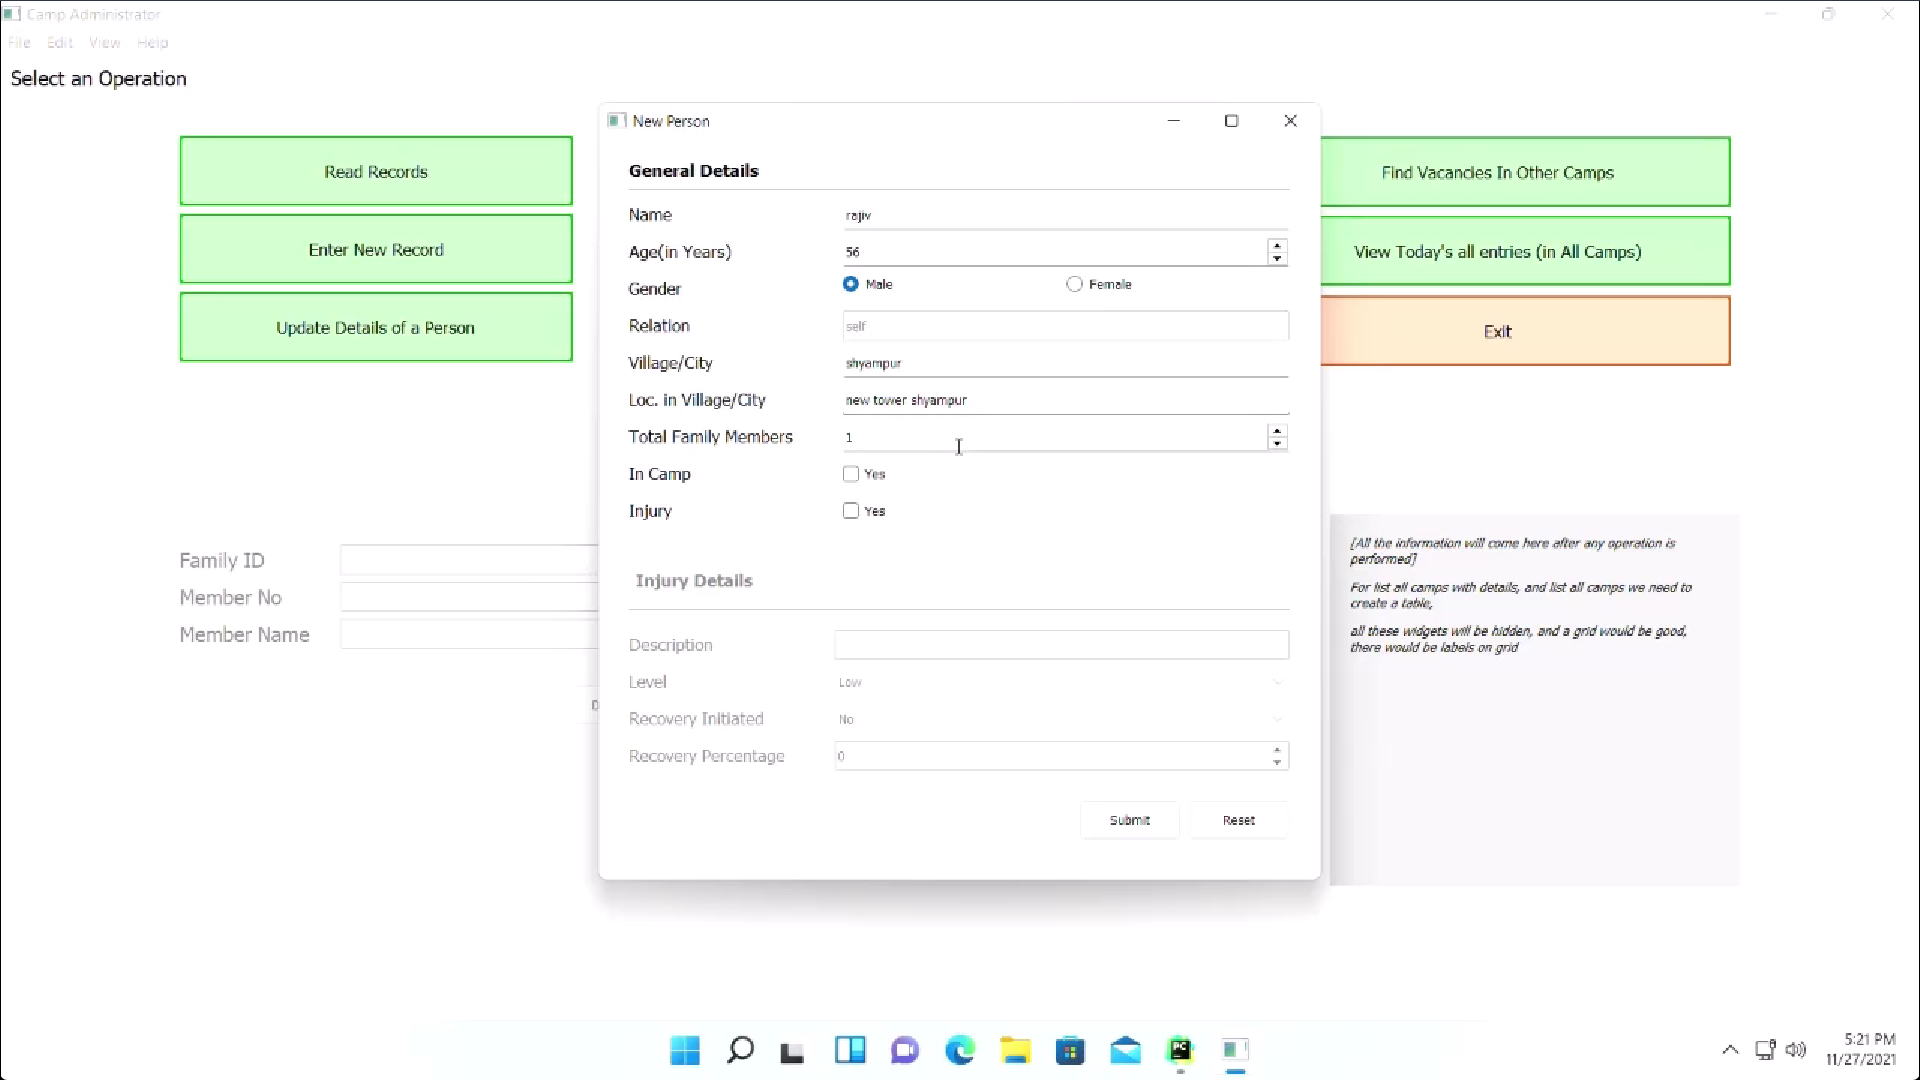 Camp Administrator
File Edit View Help
Select an Operation
Read Records
Enter New Record
Update Details of a Person
Find Vacancies In Other Camps
View Today's all entries (in All Camps)
Exit
Family ID
Member No
Member Name
New Person
General Details
Name rajiv
Age(in Years) 56
Gender Male Female
Relation self
Village/City shyampur
Loc. in Village/City new tower shyampur
Total Family Members 1
In Camp Yes
Injury Yes
Injury Details
Description
Level Low
Recovery Initiated No
Recovery Percentage 0
Submit Reset
[All the information will come here after any operation is
performed]
For list all camps with details, and list all camps we need to
create a table,
all these widgets will be hidden, and a grid would be good,
there would be labels on grid
PC
5:21 PM
11/27/2021